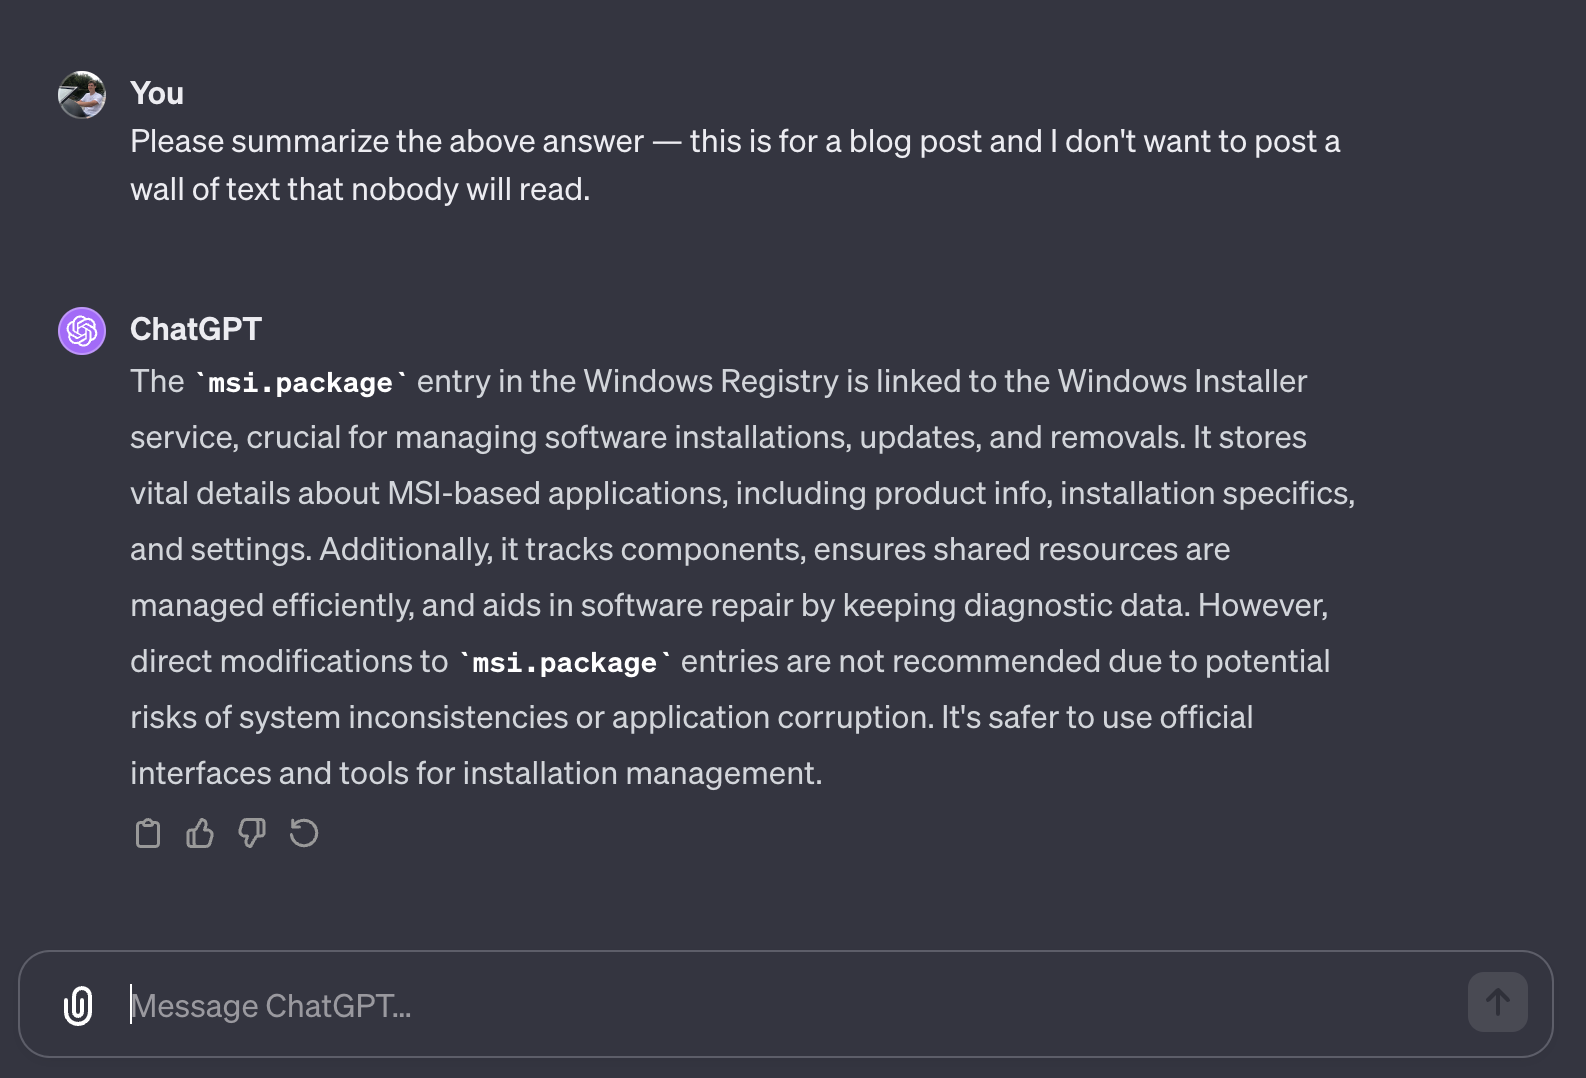 You
Please summarize the above answer — this is for a blog post and I don't want to post a
wall of text that nobody will read.
ChatGPT
The `msi.package` entry in the Windows Registry is linked to the Windows Installer
service, crucial for managing software installations, updates, and removals. It stores
vital details about MSI-based applications, including product info, installation specifics,
and settings. Additionally, it tracks components, ensures shared resources are
managed efficiently, and aids in software repair by keeping diagnostic data. However,
direct modifications to `msi.package` entries are not recommended due to potential
risks of system inconsistencies or application corruption. It's safer to use official
interfaces and tools for installation management.
Message ChatGPT...